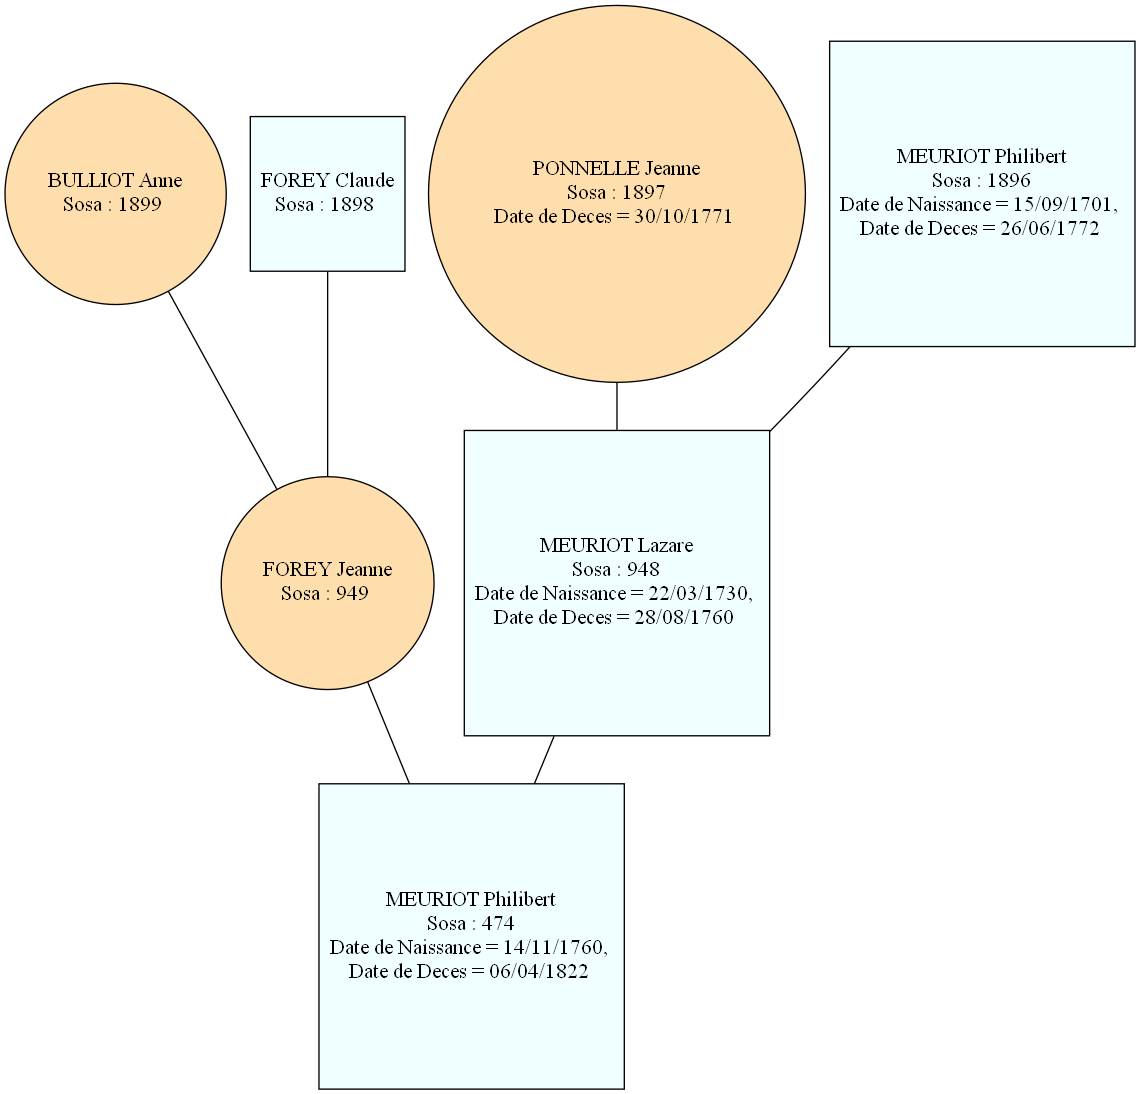 BULLIOT Anne
Sosa : 1899
FOREY Claude
Sosa : 1898
PONNELLE Jeanne
Sosa : 1897
Date de Deces = 30/10/1771
MEURIOT Philibert
Sosa : 1896
Date de Naissance = 15/09/1701,
Date de Deces = 26/06/1772
FOREY Jeanne
Sosa : 949
MEURIOT Lazare
Sosa : 948
Date de Naissance = 22/03/1730,
Date de Deces = 28/08/1760
MEURIOT Philibert
Sosa : 474
Date de Naissance = 14/11/1760,
Date de Deces = 06/04/1822